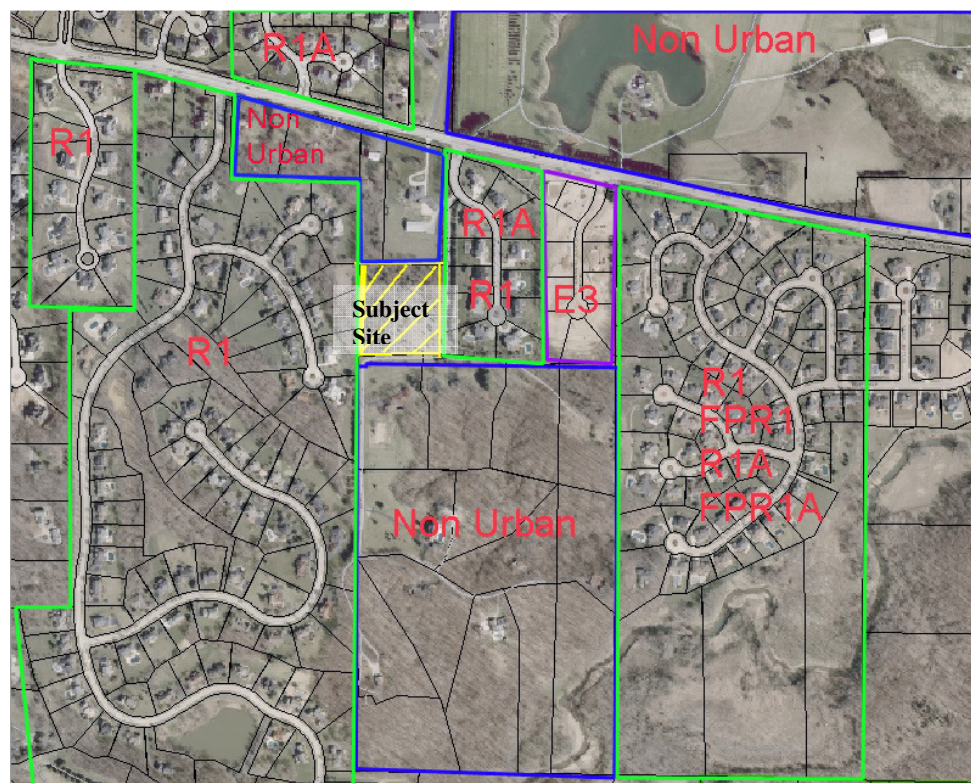 R1A
Non Urban
R1
Non
Urban
R1A
R1
E3
Subject
Site
R1
R1
FPR1
R1A
FPR1A
Non Urban